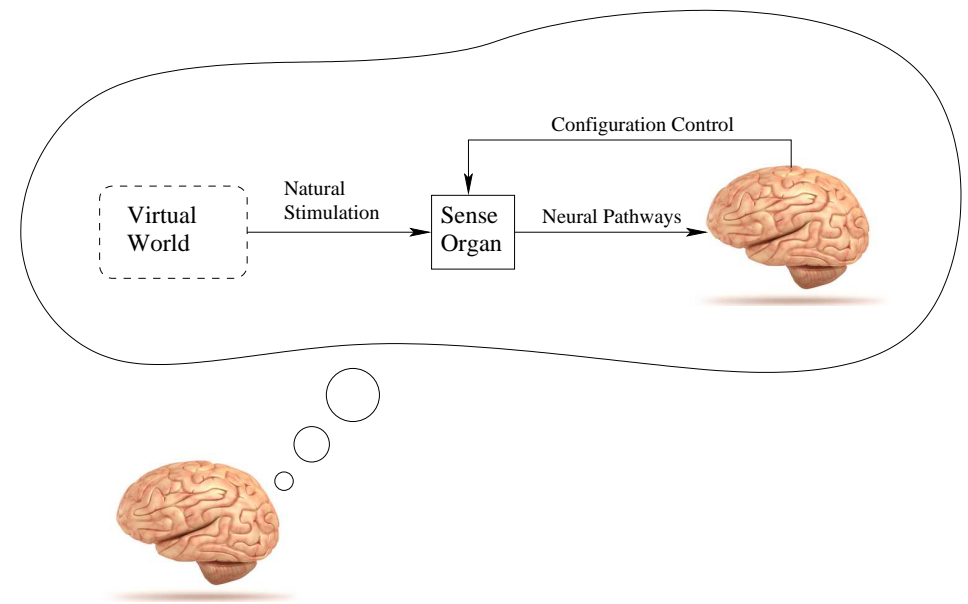 Configuration Control
Natural
Stimulation
Virtual
World
Sense
Organ
Neural Pathways